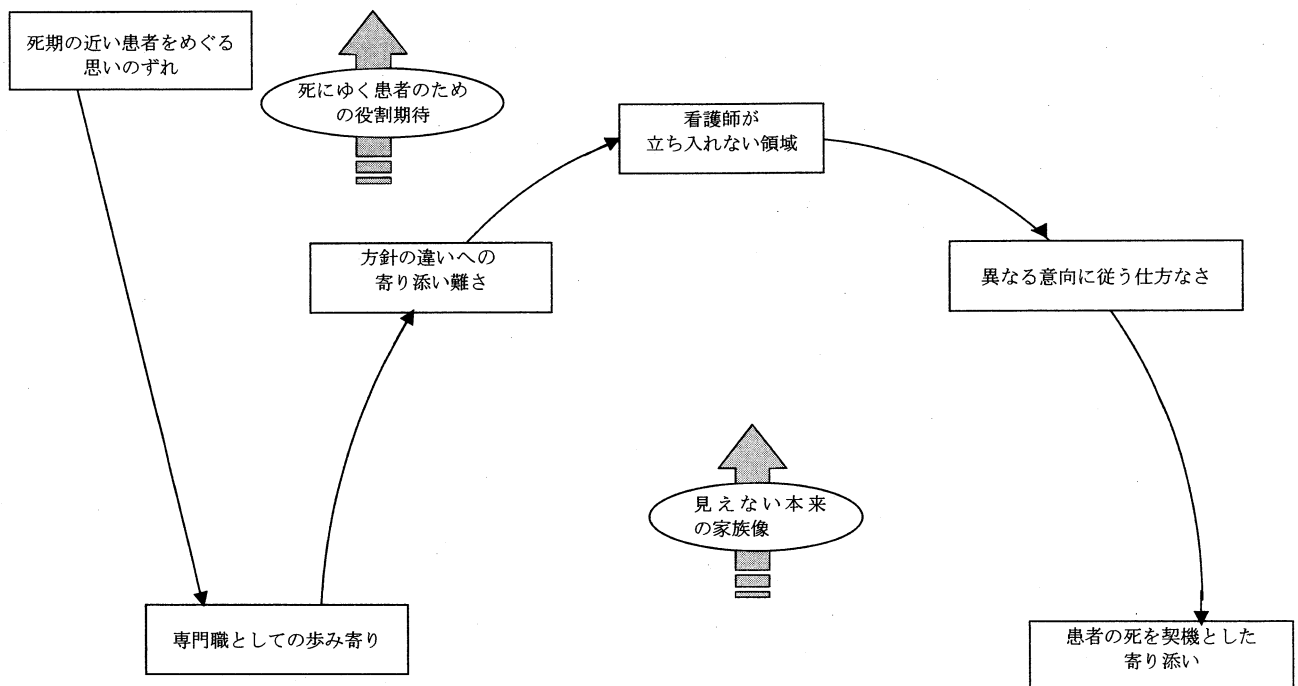 死期の近い患者をめぐる
思いのずれ
死にゆく患者のため
の役割期待
看護師が
立ち入れない領域
方針の違いへの
寄り添い難さ
異なる意向に従う仕方なさ
見えない本来
の家族像
専門職としての歩み寄り
患者の死を契機とした
寄り添い